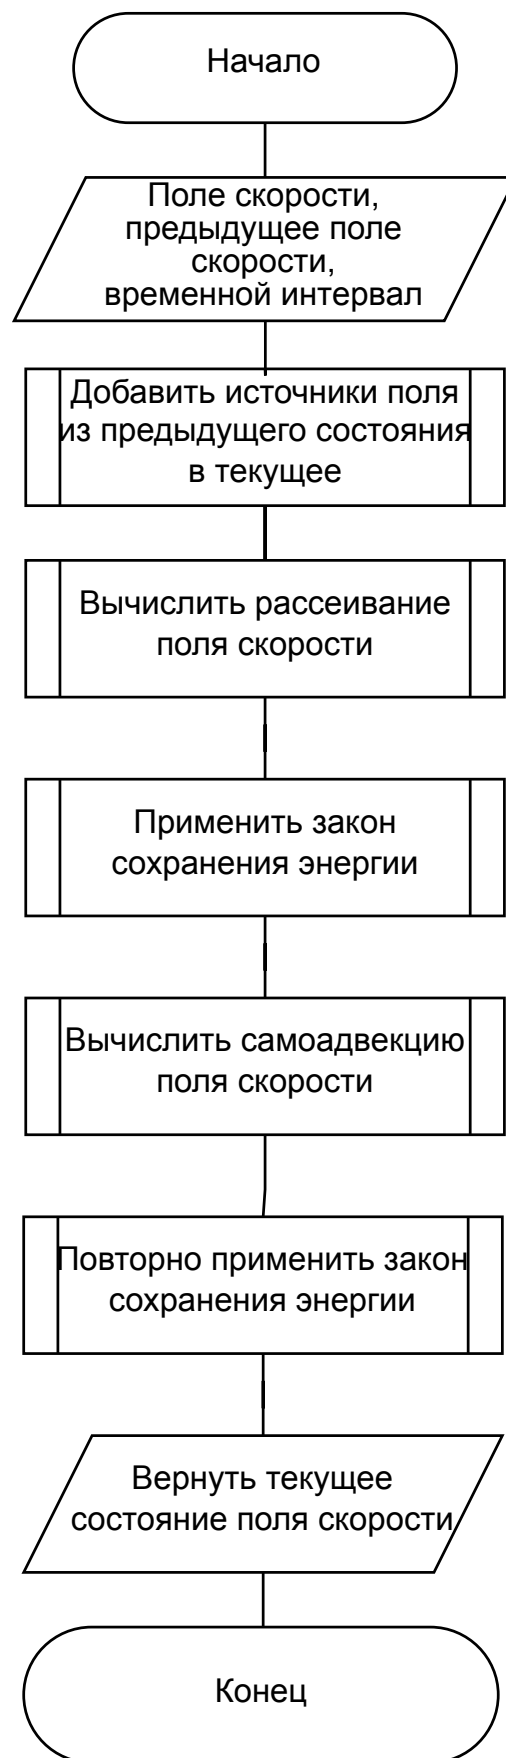 Начало
Поле скорости,
предыдущее поле
скорости,
временной интервал
Добавить источники поля
из предыдущего состояния
в текущее
Вычислить рассеивание
поля скорости
Применить закон
сохранения энергии
Вычислить самоадвекцию
поля скорости
Повторно применить закон
сохранения энергии
Вернуть текущее
состояние поля скорости
Конец